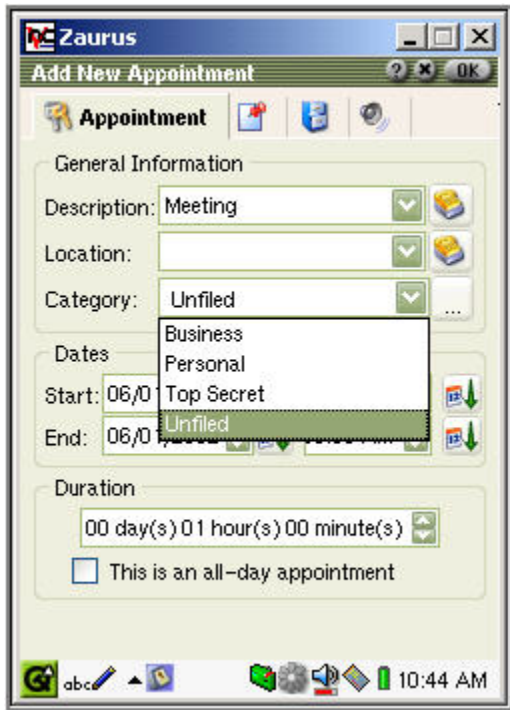 Zaurus
Add New Appointment ? x OK
Appointment
General Information
Description: Meeting
Location:
Category: Unfiled ...
Business
Personal
Top Secret
Unfiled
Dates
Start: 06/0
End: 06/01
Duration
00 day(s) 01 hour(s) 00 minute(s)
This is an all-day appointment
abc 10:44 AM